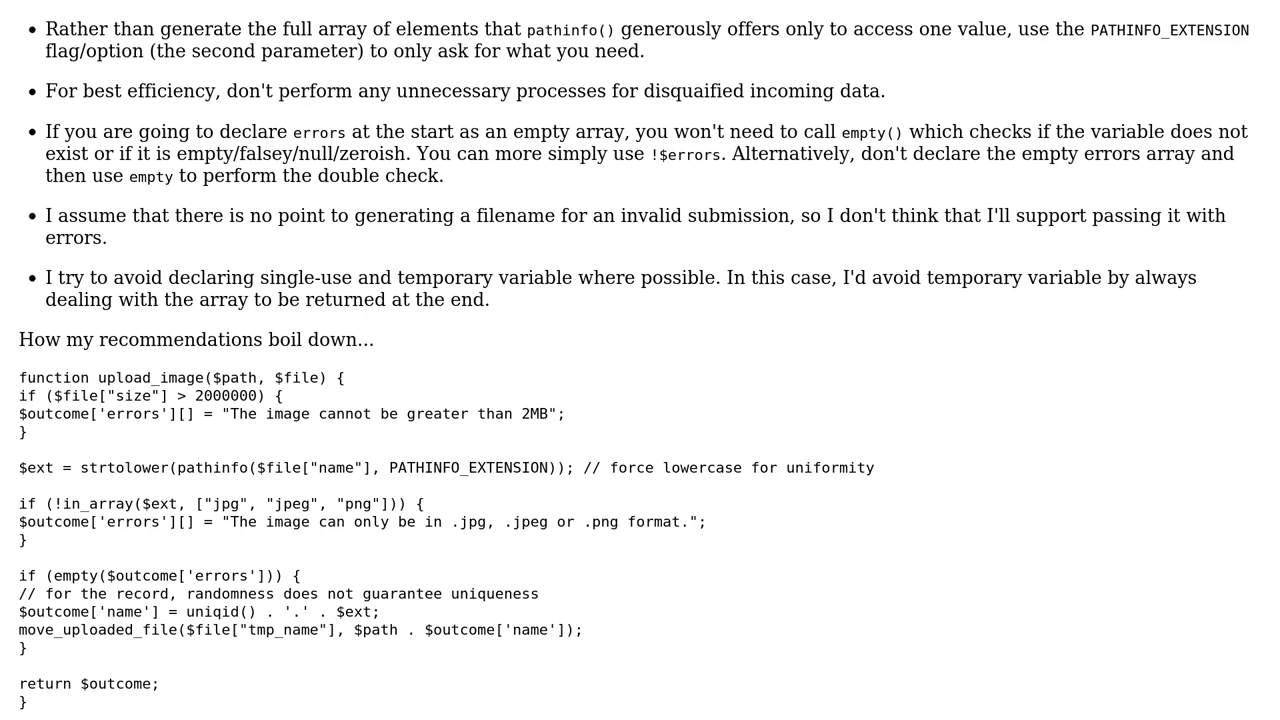 Rather than generate the full array of elements that pathinfo() generously offers only to access one value, use the PATHINFO_EXTENSION
flag/option (the second parameter) to only ask for what you need.
For best efficiency, don't perform any unnecessary processes for disquaified incoming data.
If you are going to declare errors at the start as an empty array, you won't need to call empty() which checks if the variable does not
exist or if it is empty/falsey/null/zeroish. You can more simply use !$errors. Alternatively, don't declare the empty errors array and
then use empty to perform the double check.
I assume that there is no point to generating a filename for an invalid submission, so I don't think that I'll support passing it with
errors.
I try to avoid declaring single-use and temporary variable where possible. In this case, I'd avoid temporary variable by always
dealing with the array to be returned at the end.
How my recommendations boil down...
function upload_image($path, $file) {
if ($file["size"] > 2000000) {
$outcome['errors'][] = "The image cannot be greater than 2MB";
}
$ext = strtolower(pathinfo($file["name"], PATHINFO_EXTENSION)); // force lowercase for uniformity
if (!in_array($ext, ["jpg", "jpeg", "png"])) {
$outcome['errors'][] = "The image can only be in .jpg, .jpeg or .png format.";
}
if (empty($outcome['errors'])) {
// for the record, randomness does not guarantee uniqueness
$outcome['name'] = uniqid() . '.' . $ext;
move_uploaded_file($file["tmp_name"], $path . $outcome['name']);
}
return $outcome;
}